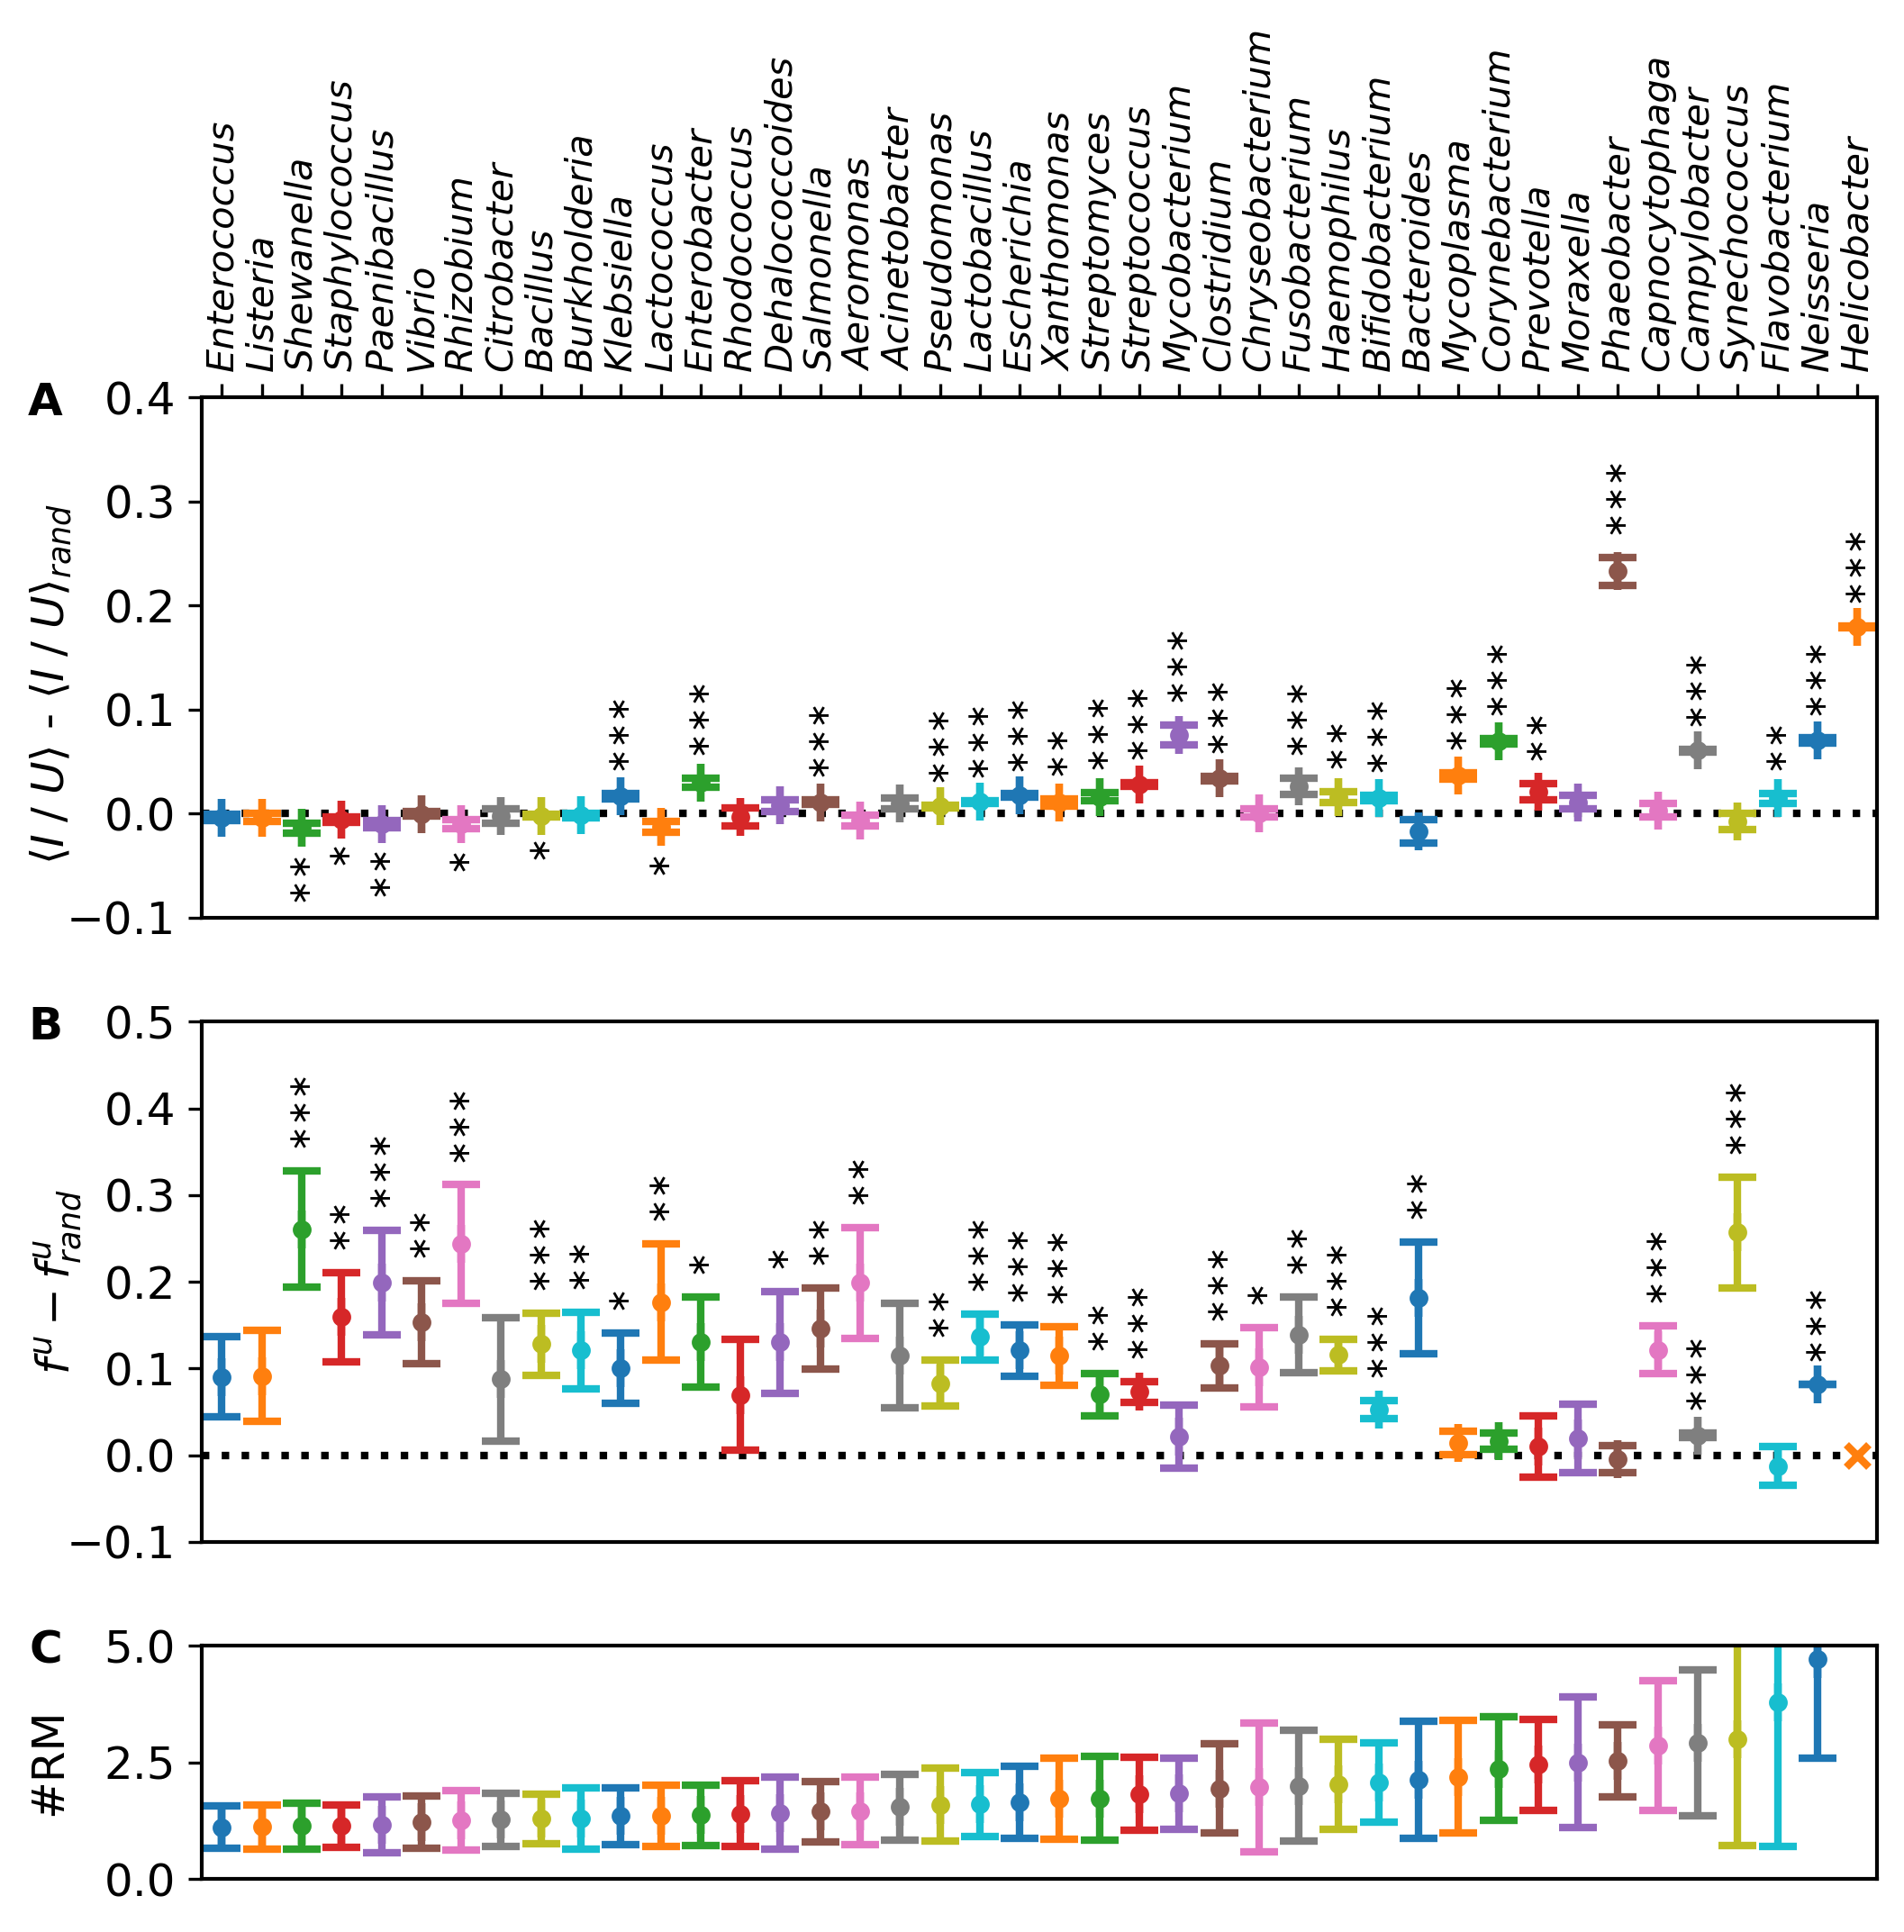 Enterococcus
Listeria
Shewanella
Staphylococcus
Paenibacillus
Vibrio
Rhizobium
Citrobacter
Bacillus
Burkholderia
Klebsiella
Lactococcus
Enterobacter
Rhodococcus
Dehalococcoides
Salmonella
Aeromonas
Acinetobacter
Pseudomonas
Lactobacillus
Escherichia
Xanthomonas
Streptomyces
Streptococcus
Mycobacterium
Clostridium
Chryseobacterium
Fusobacterium
Haemophilus
Bifidobacterium
Bacteroides
Mycoplasma
Corynebacterium
Prevotella
Moraxella
Phaeobacter
Capnocytophaga
Campylobacter
Synechococcus
Flavobacterium
Neisseria
Helicobacter
A
⟨I / U⟩ - ⟨I / U⟩rand
0.4
0.3
0.2
0.1
0.0
−0.1
** * ** * * *** * *** *** *** *** *** ** *** *** *** *** *** ** *** *** *** ** *** *** ** *** ***
B
f^u − f^u_rand
0.5
0.4
0.3
0.2
0.1
0.0
−0.1
*** ** *** ** *** *** ** * ** * * ** ** ** *** *** *** ** *** *** * ** *** *** ** *** *** *** ***
C
#RM
5.0
2.5
0.0